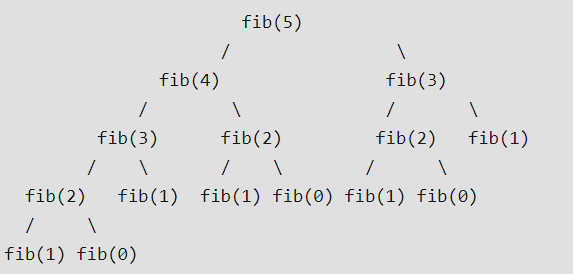 fib(5)
/ \
fib(4) fib(3)
/ \ / \
fib(3) fib(2) fib(2) fib(1)
/ \ / \ / \
fib(2) fib(1) fib(1) fib(0) fib(1) fib(0)
/ \
fib(1) fib(0)